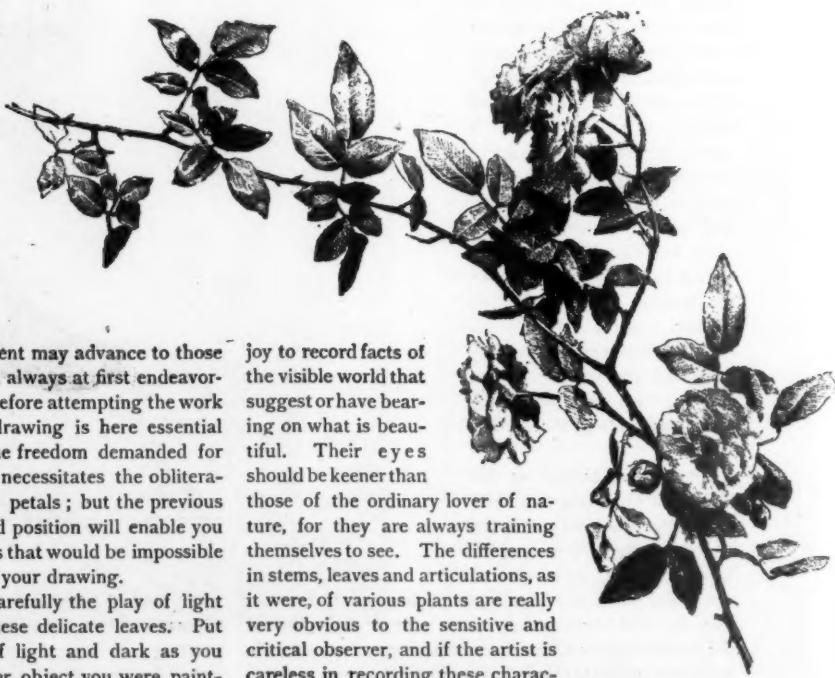 ent may advance to those
always at first endeavor-
efore attempting the work
drawing is here essential
e freedom demanded for
necessitates the oblitera-
petals ; but the previous
d position will enable you
s that would be impossible
your drawing.
arefully the play of light
ese delicate leaves. Put
f light and dark as you
er object you were paint-
joy to record facts of
the visible world that
suggest or have bear-
ing on what is beau-
tiful. Their eyes
should be keener than
those of the ordinary lover of na-
ture, for they are always training
themselves to see. The differences
in stems, leaves and articulations, as
it were, of various plants are really
very obvious to the sensitive and
critical observer, and if the artist is
careless in recording these charac-